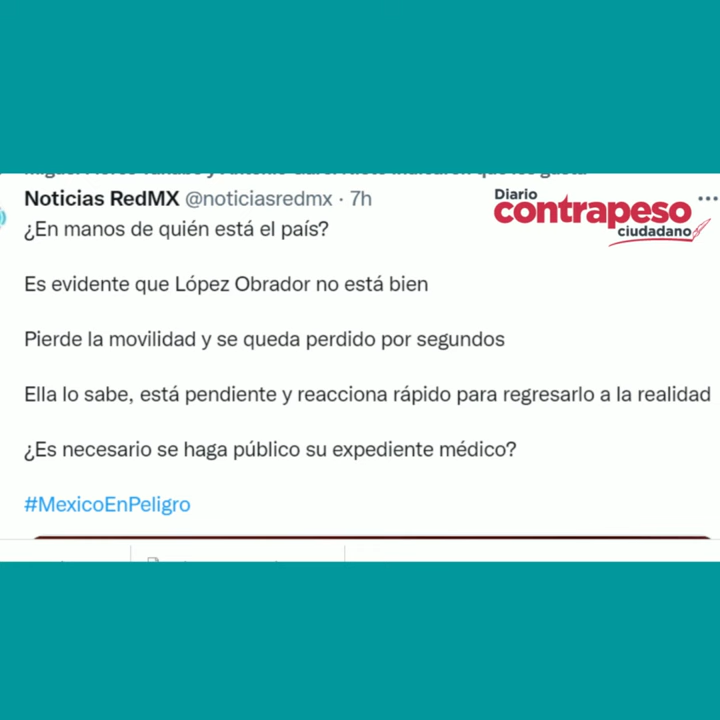 Noticias RedMX @noticiasredmx · 7h
Diario
contrapeso
ciudadano
¿En manos de quién está el país?
Es evidente que López Obrador no está bien
Pierde la movilidad y se queda perdido por segundos
Ella lo sabe, está pendiente y reacciona rápido para regresarlo a la realidad
¿Es necesario se haga público su expediente médico?
#MexicoEnPeligro